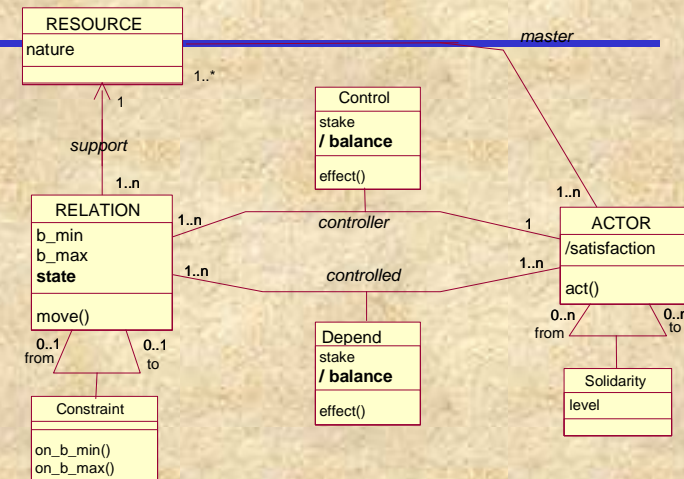 RESOURCE
nature
master
1..*
1
support
1..n
Control
stake
/ balance
effect()
1..n
RELATION
b_min
b_max
state
move()
1..n
controller
1
1..n
controlled
1..n
ACTOR
/satisfaction
act()
0..1
from
0..1
to
Depend
stake
/ balance
effect()
0..n
from
0..n
to
Constraint
on_b_min()
on_b_max()
Solidarity
level